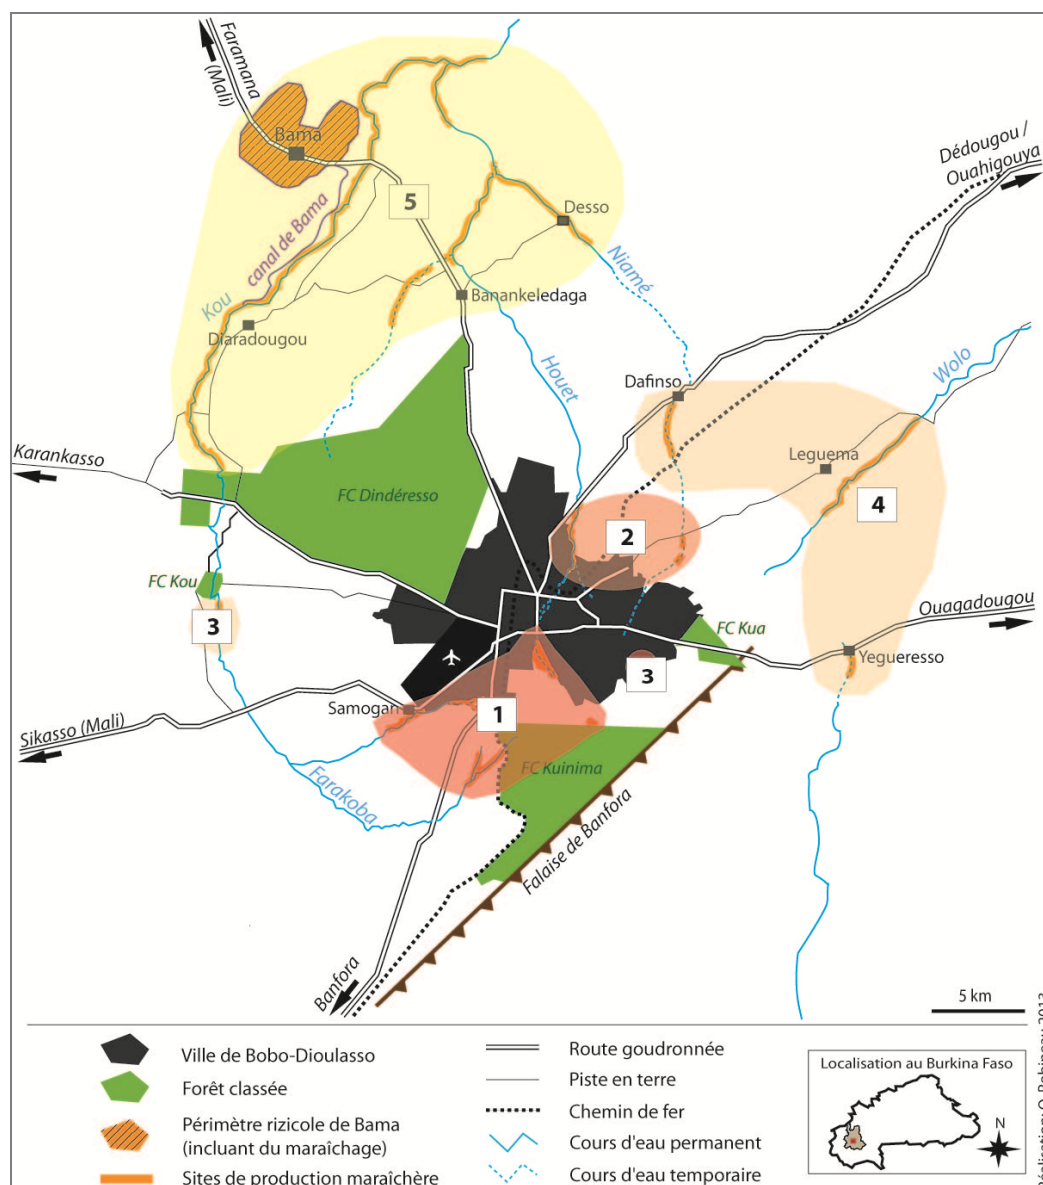 Faramana
(Mali)
Bama
canal de Bama
5
Desso
Dédougou /
Ouahigouya
Niamé
Kou
Banankeledaga
Diaradougou
Houet
Dafinso
Wolo
Karankasso
Leguema
FC Dindéresso
4
2
FC Kou
3
Ouagadougou
FC Kua
Yegueresso
3
Samogan
1
Sikasso (Mali)
FC Kuinima
Farakoba
Falaise de Banfora
Banfora
5 km
Ville de Bobo-Dioulasso
Forêt classée
Périmètre rizicole de Bama
(incluant du maraîchage)
Sites de production maraîchère
Route goudronnée
Piste en terre
Chemin de fer
Cours d'eau permanent
Cours d'eau temporaire
Localisation au Burkina Faso
N
Réalisation: O. Robineau 2013